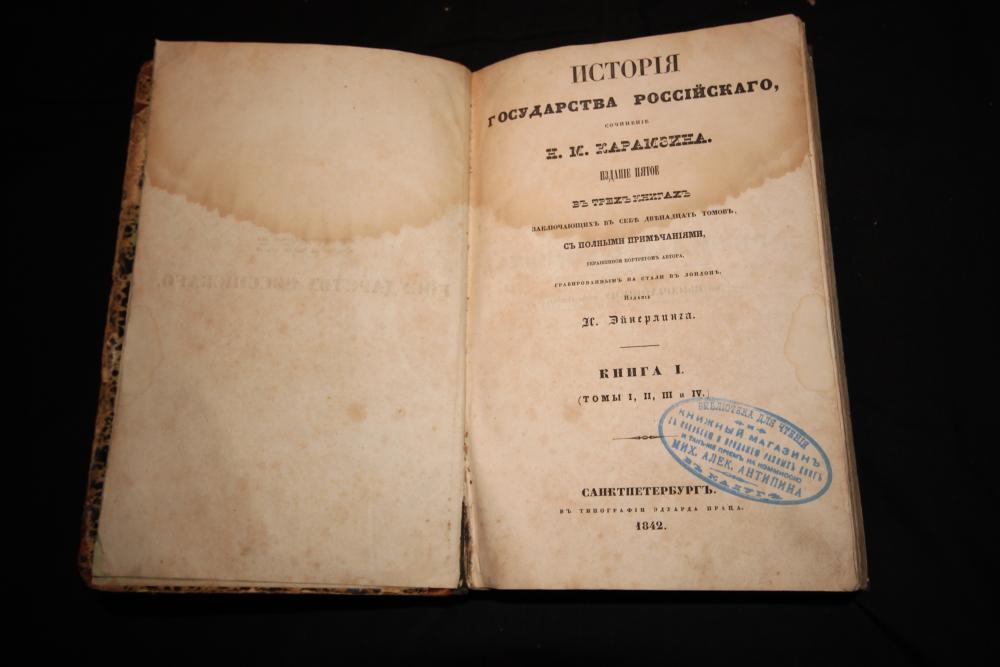 ИСТОРІЯ
ГОСУДАРСТВА РОССІЙСКАГО,
СОЧИНЕНІЕ
Н. М. КАРАМЗИНА.
ИЗДАНІЕ ПЯТОЕ
ВЪ ТРЕХЪ КНИГАХЪ
ЗАКЛЮЧАЮЩИХЪ ВЪ СЕБѢ ДВѢНАДЦАТЬ ТОМОВЪ,
СЪ ПОЛНЫМИ ПРИМѢЧАНІЯМИ,
УКРАШЕННОЕ ПОРТРЕТОМЪ АВТОРА,
ГРАВИРОВАННЫМЪ НА СТАЛИ ВЪ ЛОНДОНѢ,
ИЗДАНІЕ
И. Эйнерлинга.
КНИГА I.
(ТОМЫ I, II, III и IV.)
БИБЛІОТЕКА ДЛЯ ЧТЕНІЯ
И
КНИЖНЫЙ МАГАЗИНЪ
МИХ. АЛЕК. АНТИПИНА
ВЪ КАЛУГѢ
САНКТПЕТЕРБУРГЪ.
ВЪ ТИПОГРАФІИ ЭДУАРДА ПРАЦА.
1842.